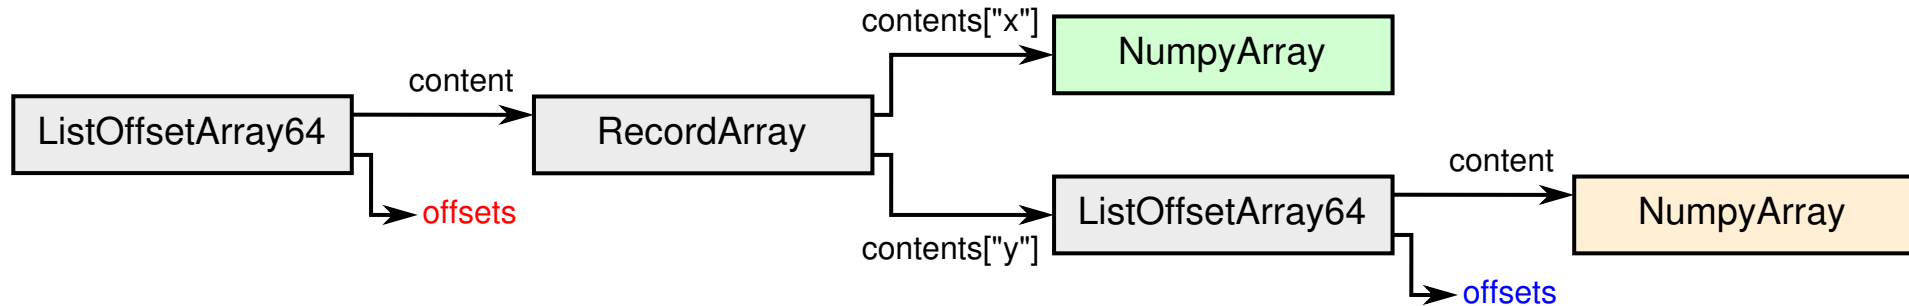 contents["x"]
NumpyArray
content
ListOffsetArray64
RecordArray
offsets
content
ListOffsetArray64
NumpyArray
contents["y"]
offsets